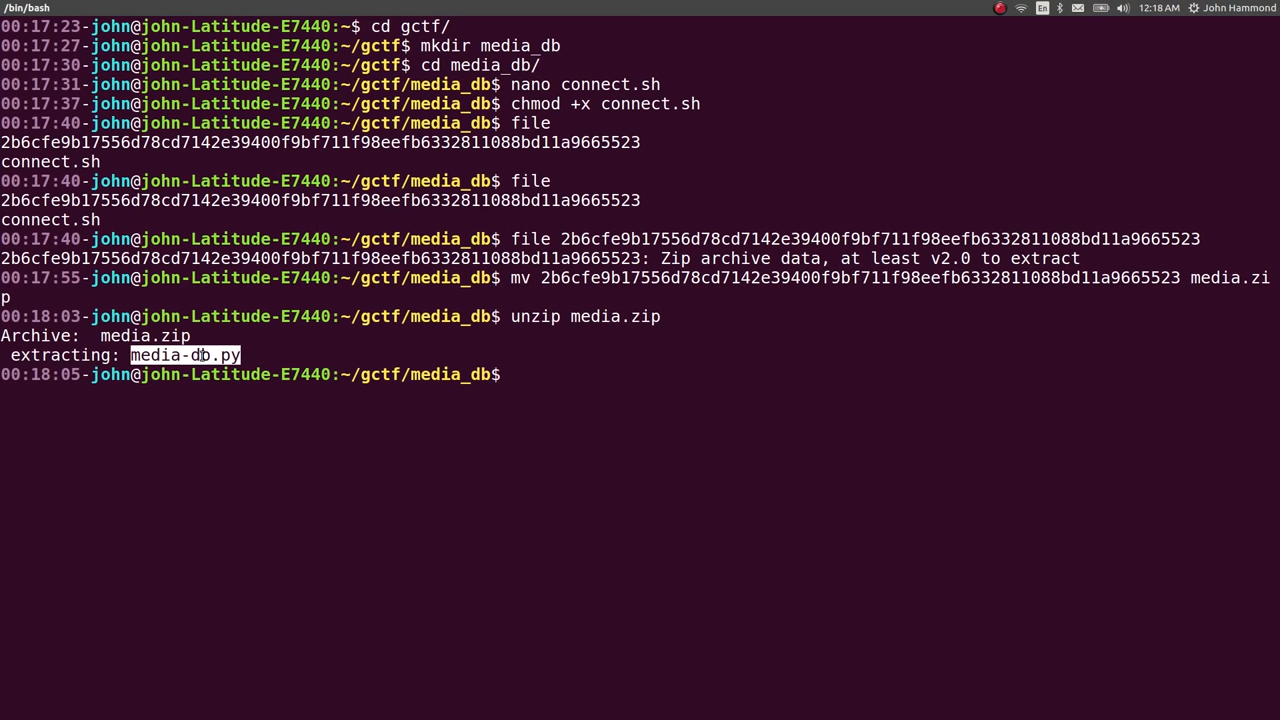 /bin/bash
En
12:18 AM
John Hammond
00:17:23-john@john-Latitude-E7440:~$ cd gctf/
00:17:27-john@john-Latitude-E7440:~/gctf$ mkdir media_db
00:17:30-john@john-Latitude-E7440:~/gctf$ cd media_db/
00:17:31-john@john-Latitude-E7440:~/gctf/media_db$ nano connect.sh
00:17:37-john@john-Latitude-E7440:~/gctf/media_db$ chmod +x connect.sh
00:17:40-john@john-Latitude-E7440:~/gctf/media_db$ file
2b6cfe9b17556d78cd7142e39400f9bf711f98eefb6332811088bd11a9665523
connect.sh
00:17:40-john@john-Latitude-E7440:~/gctf/media_db$ file
2b6cfe9b17556d78cd7142e39400f9bf711f98eefb6332811088bd11a9665523
connect.sh
00:17:40-john@john-Latitude-E7440:~/gctf/media_db$ file 2b6cfe9b17556d78cd7142e39400f9bf711f98eefb6332811088bd11a9665523
2b6cfe9b17556d78cd7142e39400f9bf711f98eefb6332811088bd11a9665523: Zip archive data, at least v2.0 to extract
00:17:55-john@john-Latitude-E7440:~/gctf/media_db$ mv 2b6cfe9b17556d78cd7142e39400f9bf711f98eefb6332811088bd11a9665523 media.zi
p
00:18:03-john@john-Latitude-E7440:~/gctf/media_db$ unzip media.zip
Archive:  media.zip
 extracting: media-db.py
00:18:05-john@john-Latitude-E7440:~/gctf/media_db$